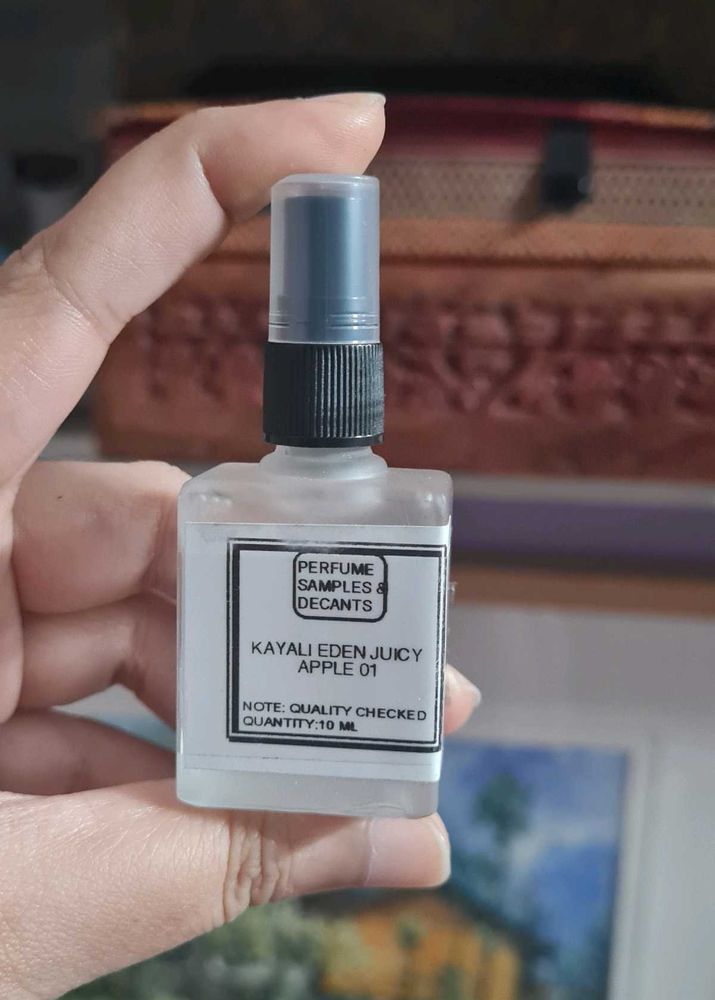 PERFUME
SAMPLES &
DECANTS
KAYALI EDEN JUICY
APPLE 01
NOTE: QUALITY CHECKED
QUANTITY:10 ML